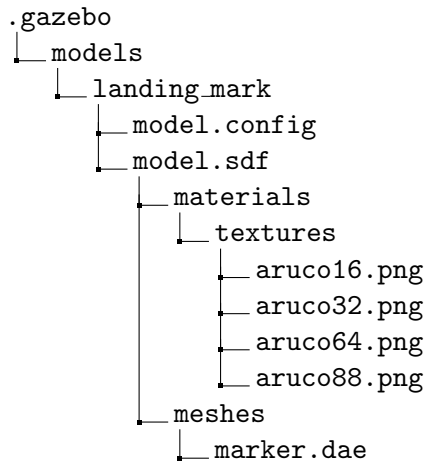 .gazebo
models
landing_mark
model.config
model.sdf
materials
textures
aruco16.png
aruco32.png
aruco64.png
aruco88.png
meshes
marker.dae